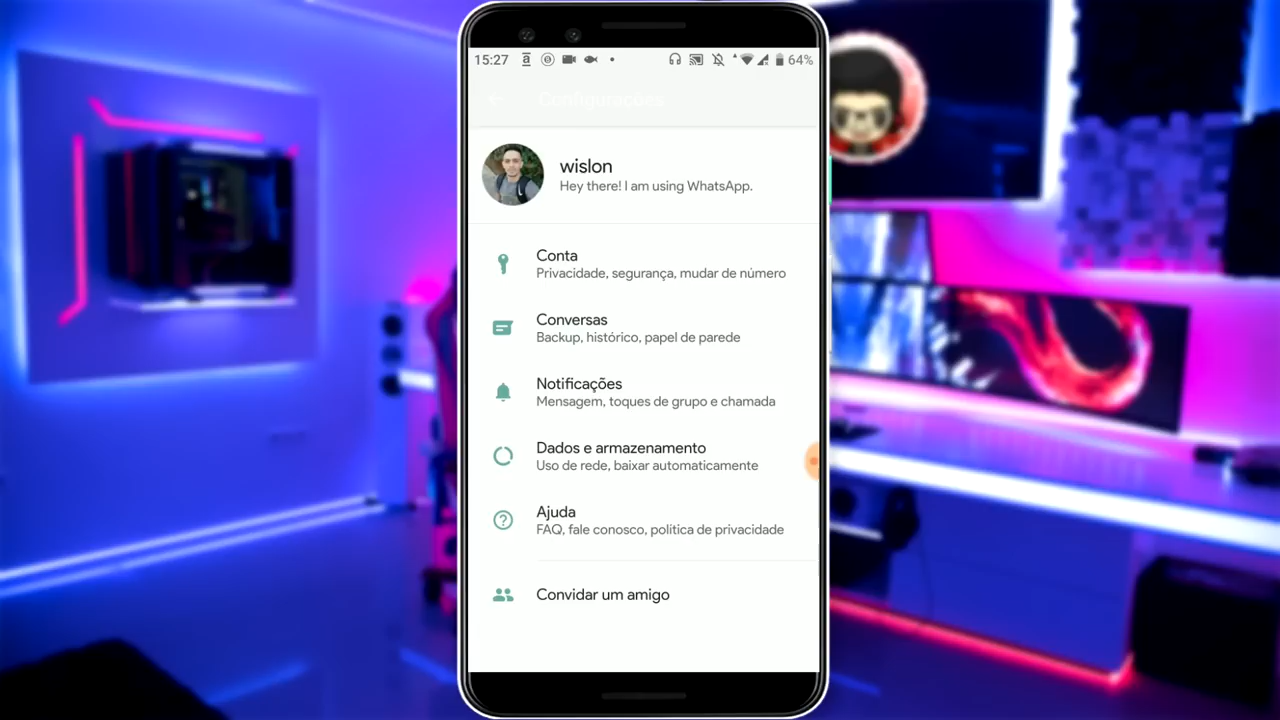 15:27
64%
Configurações
wislon
Hey there! I am using WhatsApp.
Conta
Privacidade, segurança, mudar de número
Conversas
Backup, histórico, papel de parede
Notificações
Mensagem, toques de grupo e chamada
Dados e armazenamento
Uso de rede, baixar automaticamente
Ajuda
FAQ, fale conosco, política de privacidade
Convidar um amigo